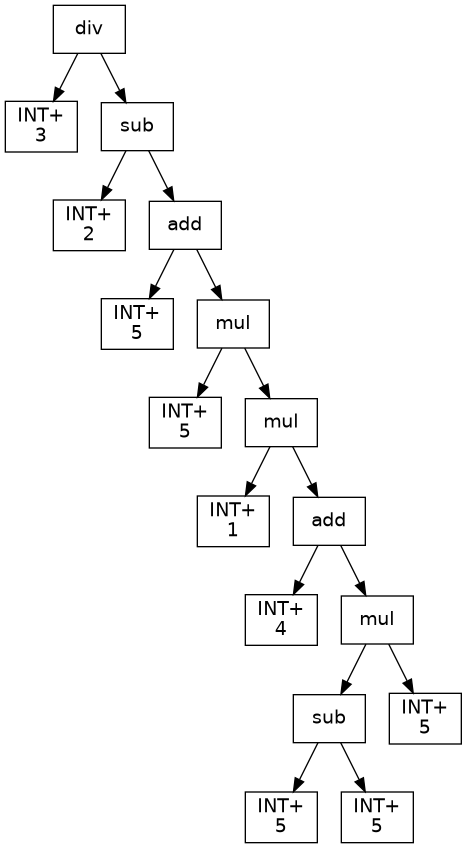 div
INT+
3
sub
INT+
2
add
INT+
5
mul
INT+
5
mul
INT+
1
add
INT+
4
mul
sub
INT+
5
INT+
5
INT+
5